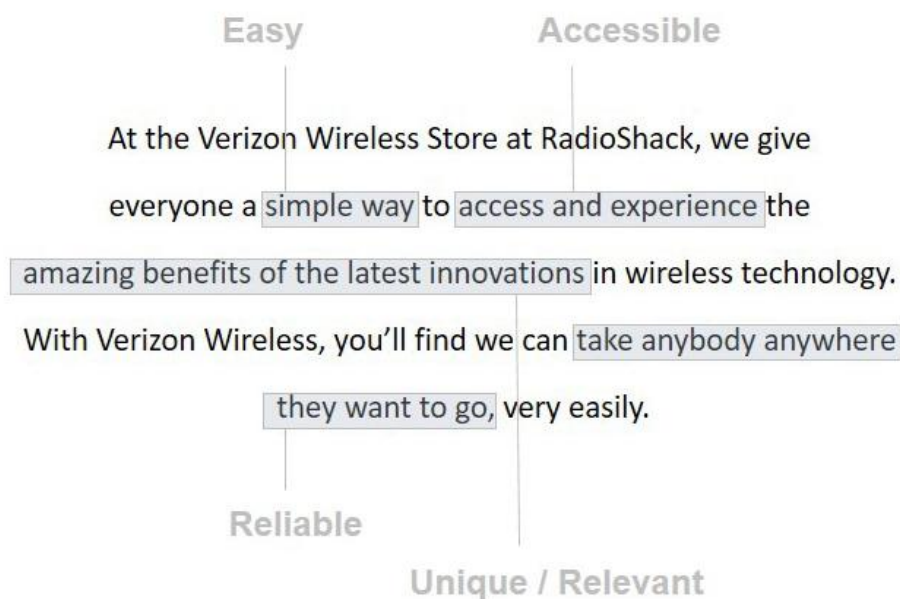 Easy Accessible
At the Verizon Wireless Store at RadioShack, we give
everyone a simple way to access and experience the
amazing benefits of the latest innovations in wireless technology.
With Verizon Wireless, you’ll find we can take anybody anywhere
they want to go, very easily.
Reliable
Unique / Relevant